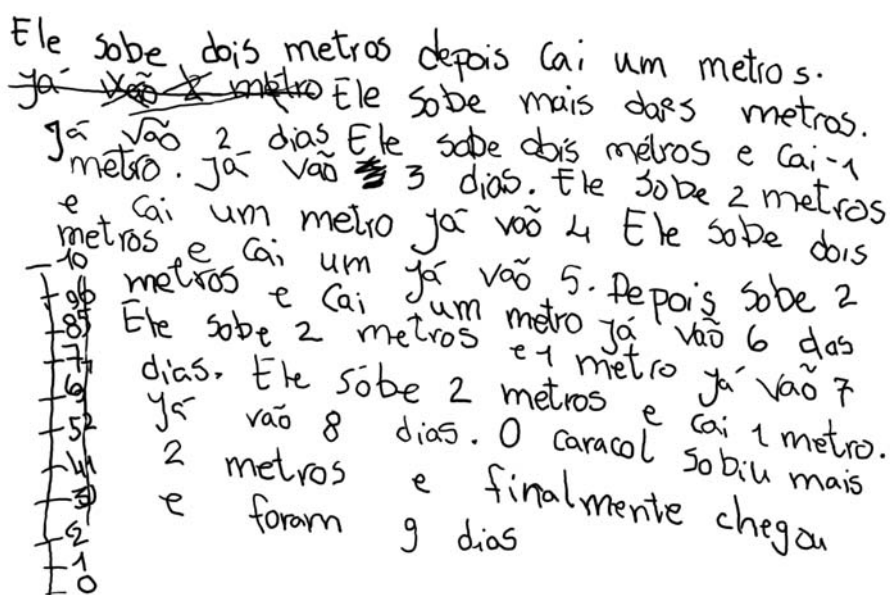 Ele sobe dois metros depois cai um metros.
Ele sobe mais dois metros.
Já vão 2 dias Ele sobe dois metros e cai-1
metro. Já vão 3 dias. Ele sobe 2 metros
e cai um metro já vão 4 Ele sobe dois
metros e cai um já vão 5. Depois sobe 2
metros e cai um metro já vão 6 dias
Ele sobe 2 metros e 1 metro já vão 7
dias. Ele sobe 2 metros e cai 1 metro.
Já vão 8 dias. O caracol sobiu mais
2 metros e finalmente chegou
e foram 9 dias
10
9
8
7
6
5
4
3
2
1
0